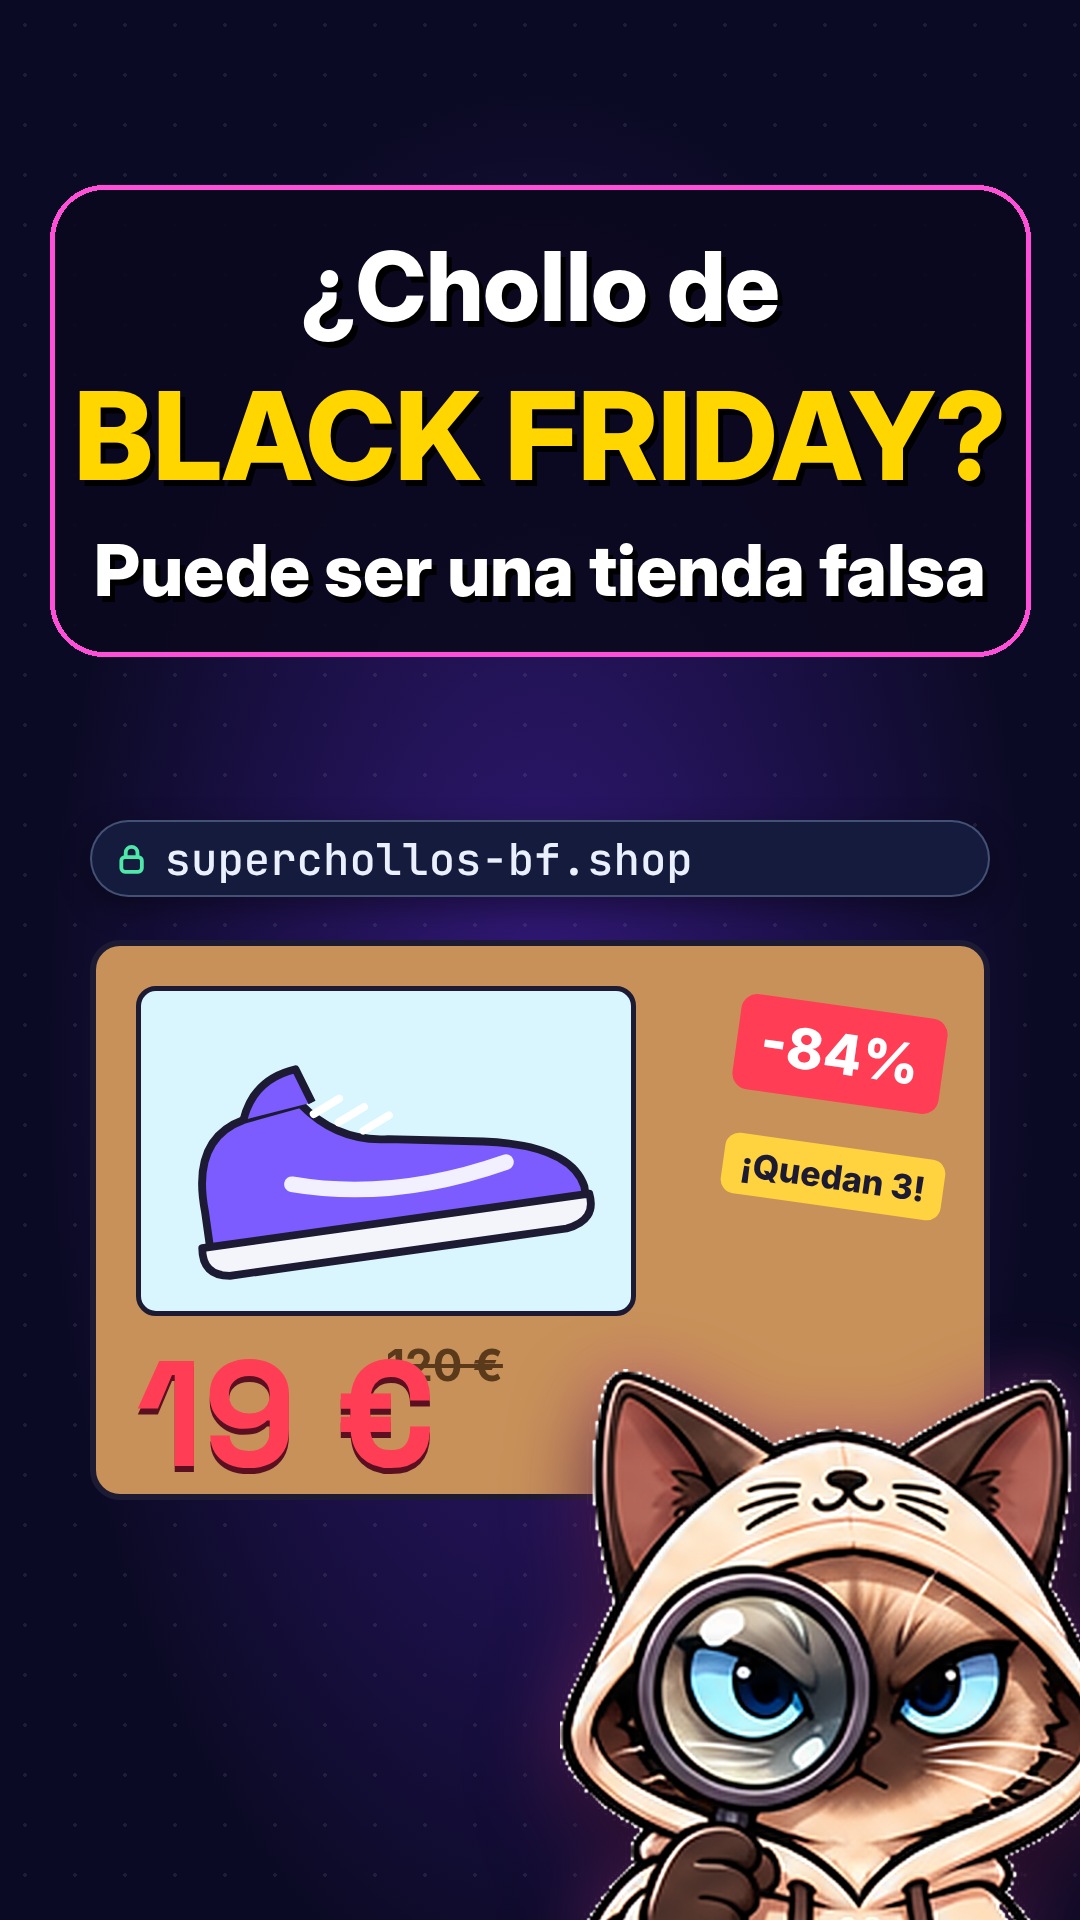 ¿Chollo de
BLACK FRIDAY?
Puede ser una tienda falsa
superchollos-bf.shop
-84%
¡Quedan 3!
120 €
19 €